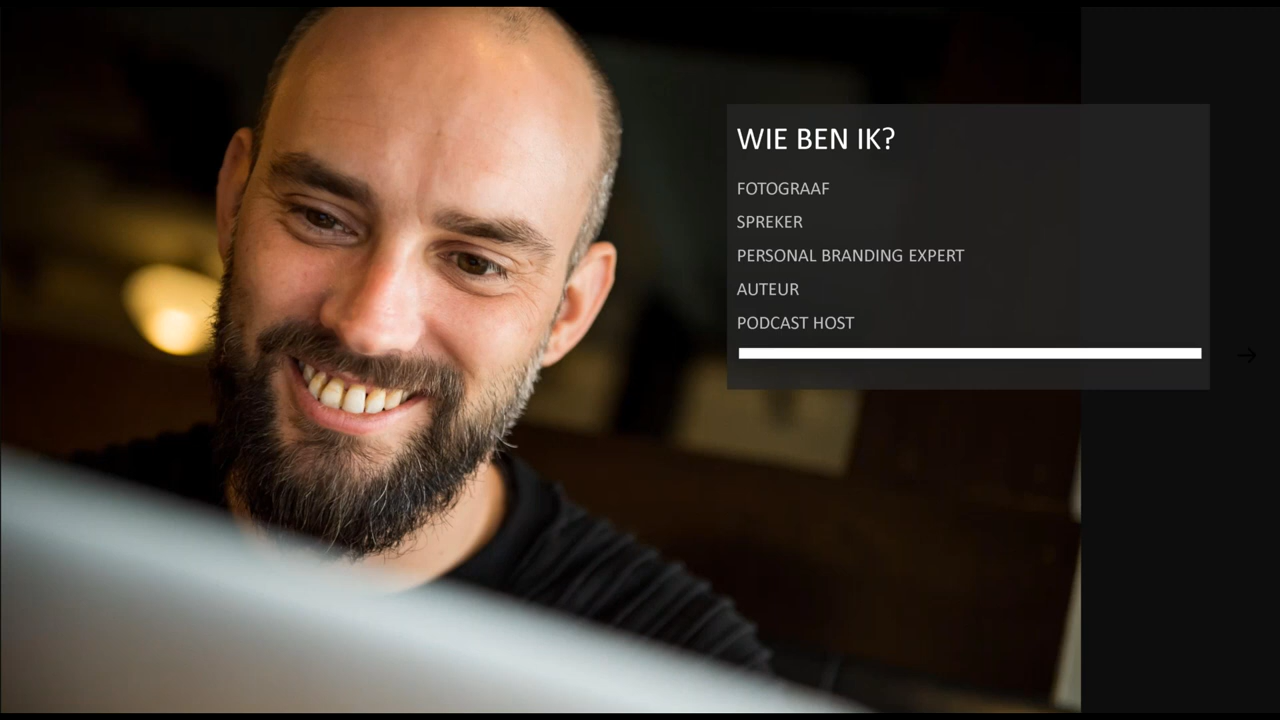 WIE BEN IK?
FOTOGRAAF
SPREKER
PERSONAL BRANDING EXPERT
AUTEUR
PODCAST HOST